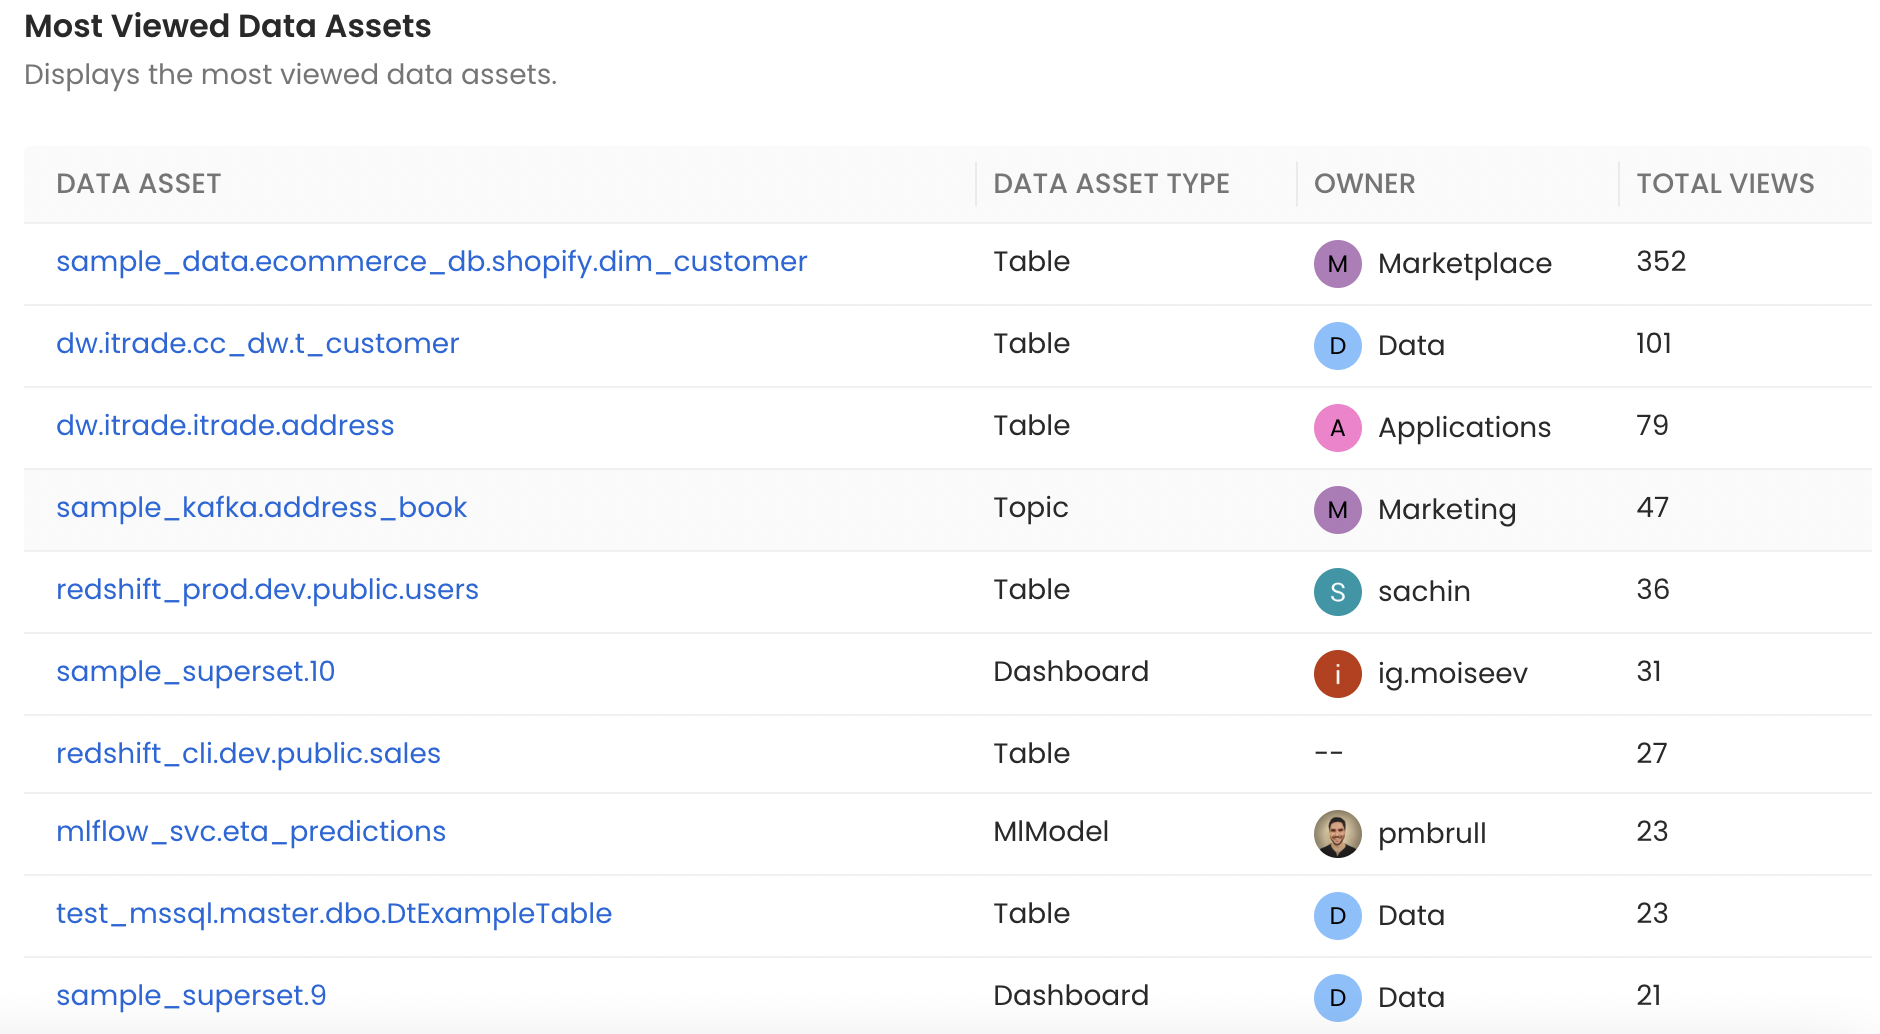 Most Viewed Data Assets
Displays the most viewed data assets.
DATA ASSET DATA ASSET TYPE OWNER TOTAL VIEWS
sample_data.ecommerce_db.shopify.dim_customer Table M Marketplace 352
dw.itrade.cc_dw.t_customer Table D Data 101
dw.itrade.itrade.address Table A Applications 79
sample_kafka.address_book Topic M Marketing 47
redshift_prod.dev.public.users Table S sachin 36
sample_superset.10 Dashboard i ig.moiseev 31
redshift_cli.dev.public.sales Table -- 27
mlflow_svc.eta_predictions MlModel pmbrull 23
test_mssql.master.dbo.DtExampleTable Table D Data 23
sample_superset.9 Dashboard D Data 21